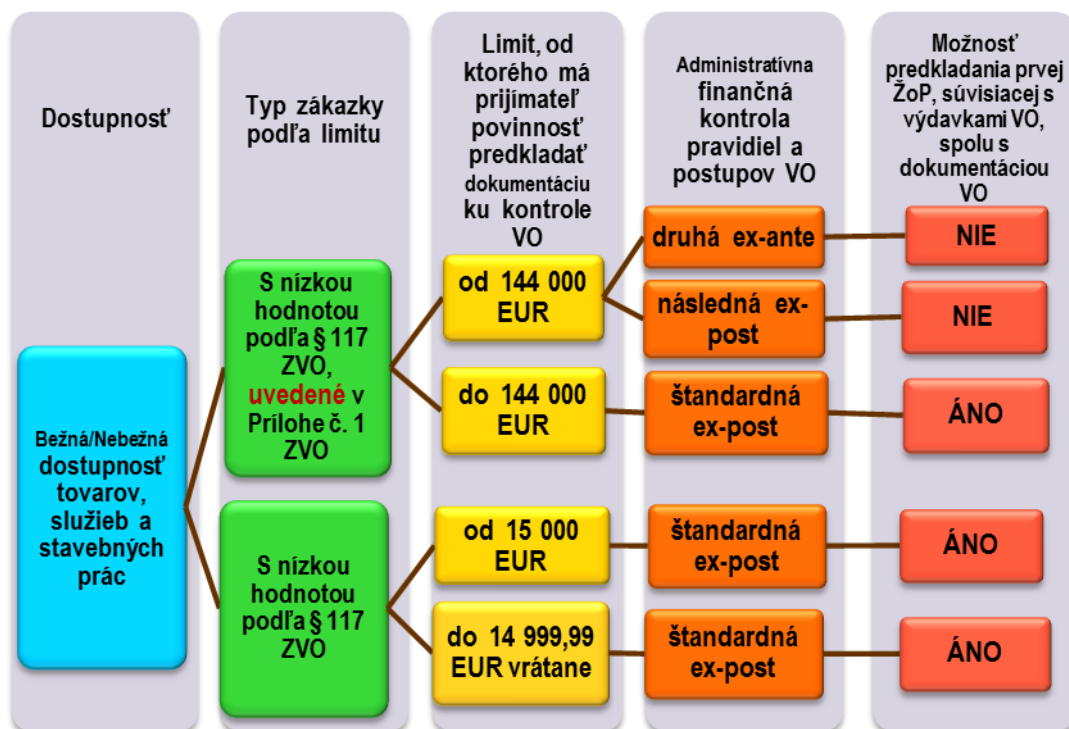 Dostupnosť
Typ zákazky
podľa limitu
Limit, od
ktorého má
prijímateľ
povinnosť
predkladať
dokumentáciu
ku kontrole
VO
Administratívna
finančná
kontrola
pravidiel a
postupov VO
Možnosť
predkladania prvej
ŽoP, súvisiacej s
výdavkami VO,
spolu s
dokumentáciou
VO
Bežná/Nebežná
dostupnosť
tovarov,
služieb a
stavebných
prác
S nízkou
hodnotou
podľa § 117
ZVO,
uvedené v
Prílohe č. 1
ZVO
od 144 000
EUR
druhá ex-ante
NIE
následná ex-
post
NIE
do 144 000
EUR
štandardná
ex-post
ÁNO
S nízkou
hodnotou
podľa § 117
ZVO
od 15 000
EUR
štandardná
ex-post
ÁNO
do 14 999,99
EUR vrátane
štandardná
ex-post
ÁNO